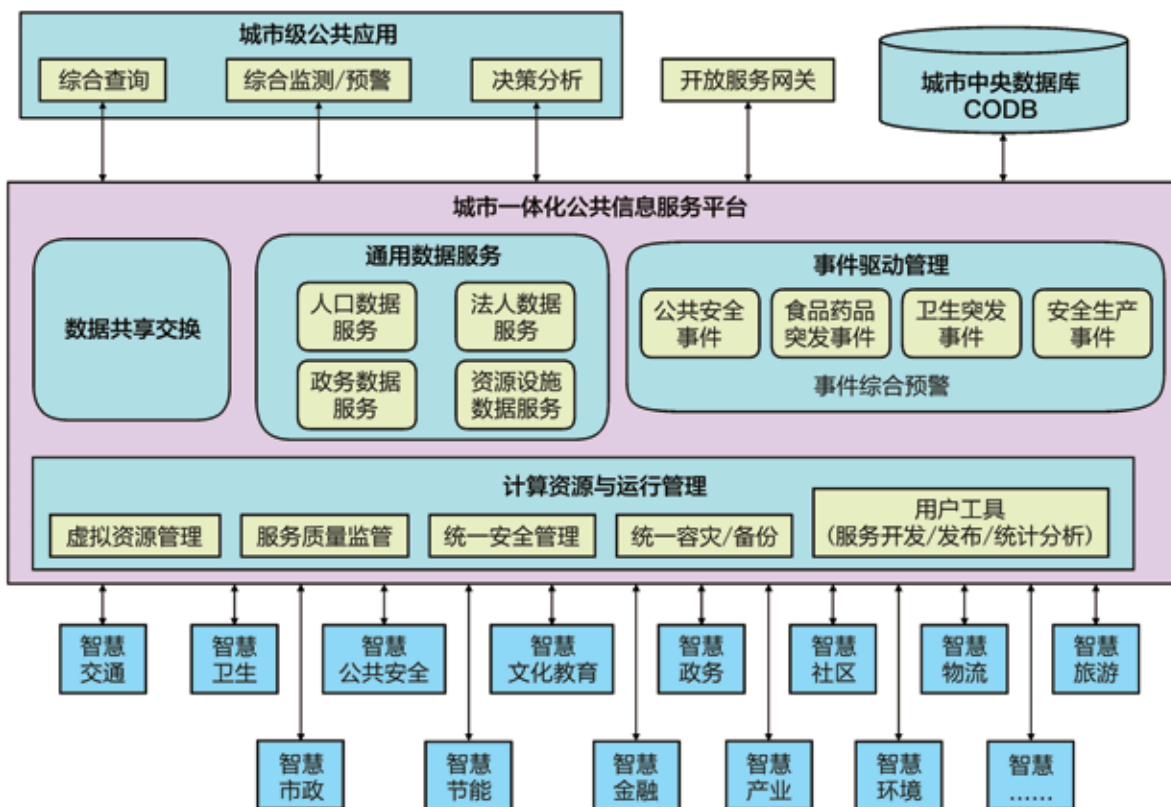 城市级公共应用
综合查询
综合监测/预警
决策分析
开放服务网关
城市中央数据库
CODB
城市一体化公共信息服务平台
数据共享交换
通用数据服务
人口数据
服务
法人数据
服务
政务数据
服务
资源设施
数据服务
事件驱动管理
公共安全
事件
食品药品
突发事件
卫生突发
事件
安全生产
事件
事件综合预警
计算资源与运行管理
虚拟资源管理
服务质量监管
统一安全管理
统一容灾/备份
用户工具
(服务开发/发布/统计分析)
智慧
交通
智慧
卫生
智慧
公共安全
智慧
文化教育
智慧
政务
智慧
社区
智慧
物流
智慧
旅游
智慧
市政
智慧
节能
智慧
金融
智慧
产业
智慧
环境
智慧
……